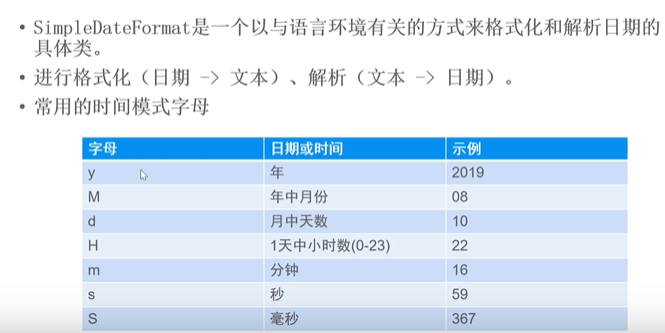 • SimpleDateFormat是一个以与语言环境有关的方式来格式化和解析日期的
具体类。
• 进行格式化（日期 -> 文本）、解析（文本 -> 日期）。
• 常用的时间模式字母
字母 日期或时间 示例
y 年 2019
M 年中月份 08
d 月中天数 10
H 1天中小时数(0-23) 22
m 分钟 16
s 秒 59
S 毫秒 367